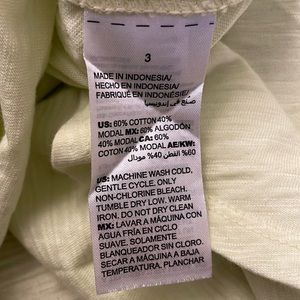 3
MADE IN INDONESIA/
HECHO EN INDONESIA/
FABRIQUÉ EN INDONÉSIE/
صنع في إندونيسيا
US: 60% COTTON 40%
MODAL MX: 60% ALGODÓN
40% MODAL CA: 60%
COTON 40% MODAL AE/KW:
60% القطن 40% مودال
US: MACHINE WASH COLD,
GENTLE CYCLE, ONLY
NON-CHLORINE BLEACH,
TUMBLE DRY LOW, WARM
IRON, DO NOT DRY CLEAN
MX: LAVAR A MÁQUINA CON
AGUA FRÍA EN CICLO
SUAVE, SOLAMENTE
BLANQUEADOR SIN CLORO,
SECAR A MÁQUINA A BAJA
TEMPERATURA, PLANCHAR